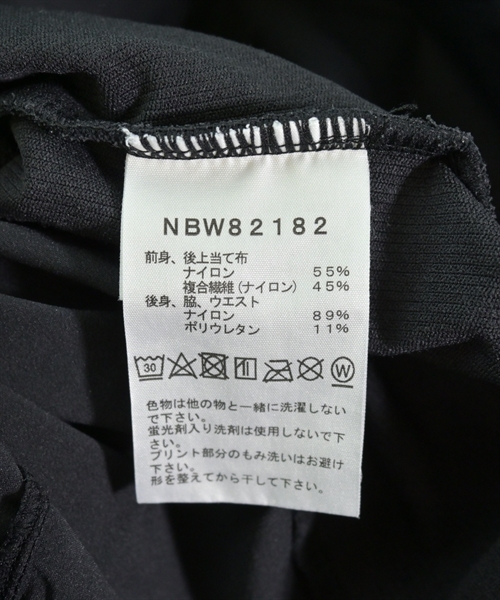 NBW82182
前身、後上当て布
ナイロン 55%
複合繊維(ナイロン) 45%
後身、脇、ウエスト
ナイロン 89%
ポリウレタン 11%
30
W
色物は他の物と一緒に洗濯しない
で下さい。
蛍光剤入り洗剤は使用しないで下
さい。
プリント部分のもみ洗いはお避け
下さい。
形を整えてから干して下さい。